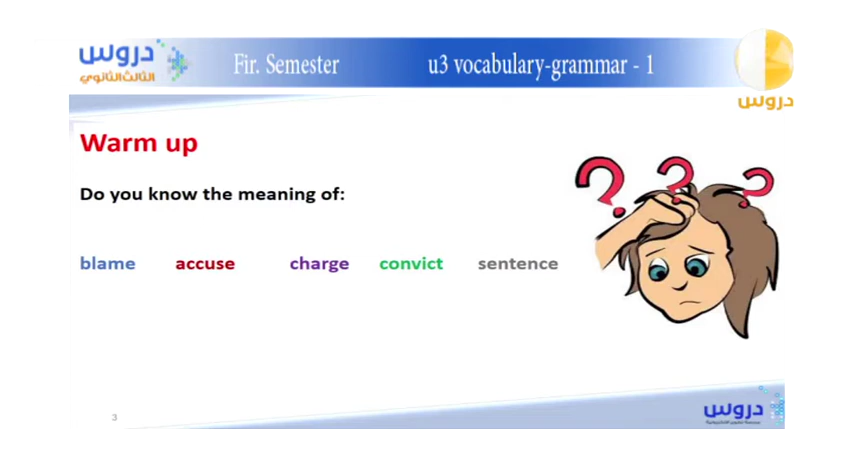 دروس
الثالث الثانوي
Fir. Semester
u3 vocabulary-grammar - 1
دروس
Warm up
Do you know the meaning of:
blame accuse charge convict sentence
3
دروس